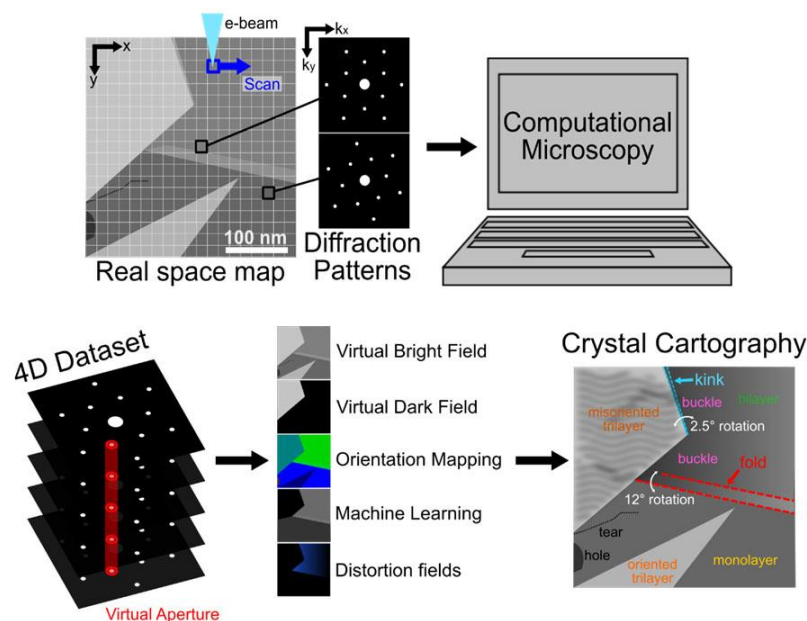 e-beam
x
y
Scan
kx
ky
100 nm
Real space map
Diffraction
Patterns
Computational
Microscopy
4D Dataset
Virtual Aperture
Virtual Bright Field
Virtual Dark Field
Orientation Mapping
Machine Learning
Distortion fields
Crystal Cartography
kink
buckle
bilayer
misoriented
trilayer
2.5° rotation
buckle
fold
12° rotation
tear
hole
oriented
trilayer
monolayer